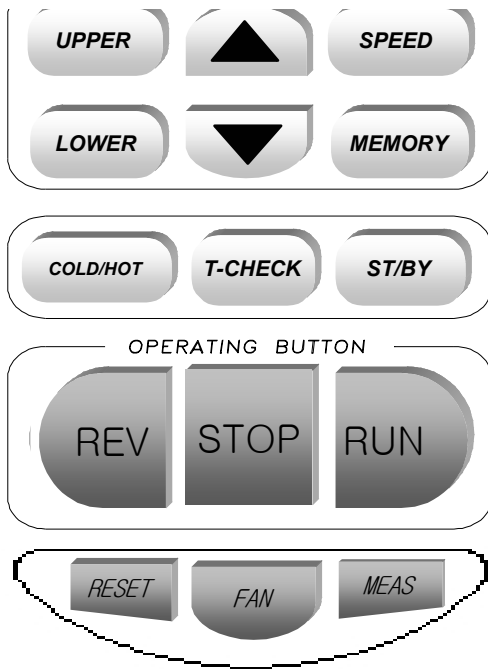 UPPER SPEED
LOWER MEMORY
COLD/HOT T-CHECK ST/BY
OPERATING BUTTON
REV STOP RUN
RESET FAN MEAS